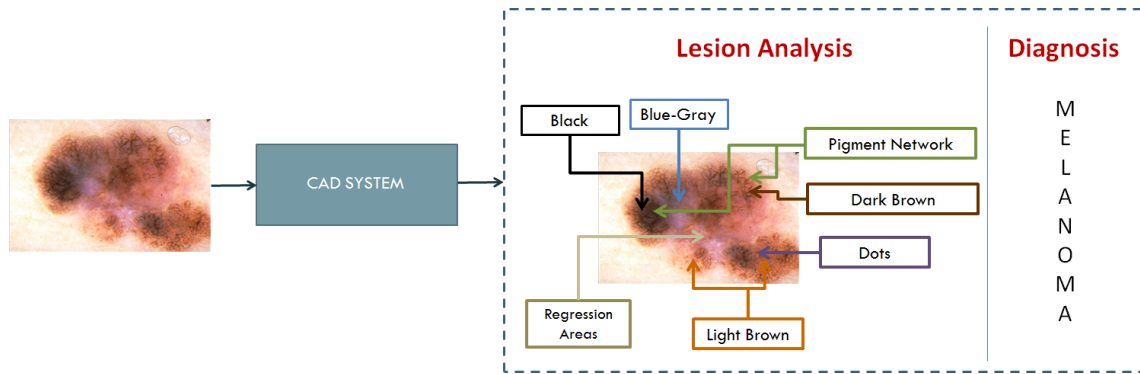 CAD SYSTEM
Lesion Analysis
Diagnosis
Black
Blue-Gray
Pigment Network
Dark Brown
Dots
Regression
Areas
Light Brown
M
E
L
A
N
O
M
A